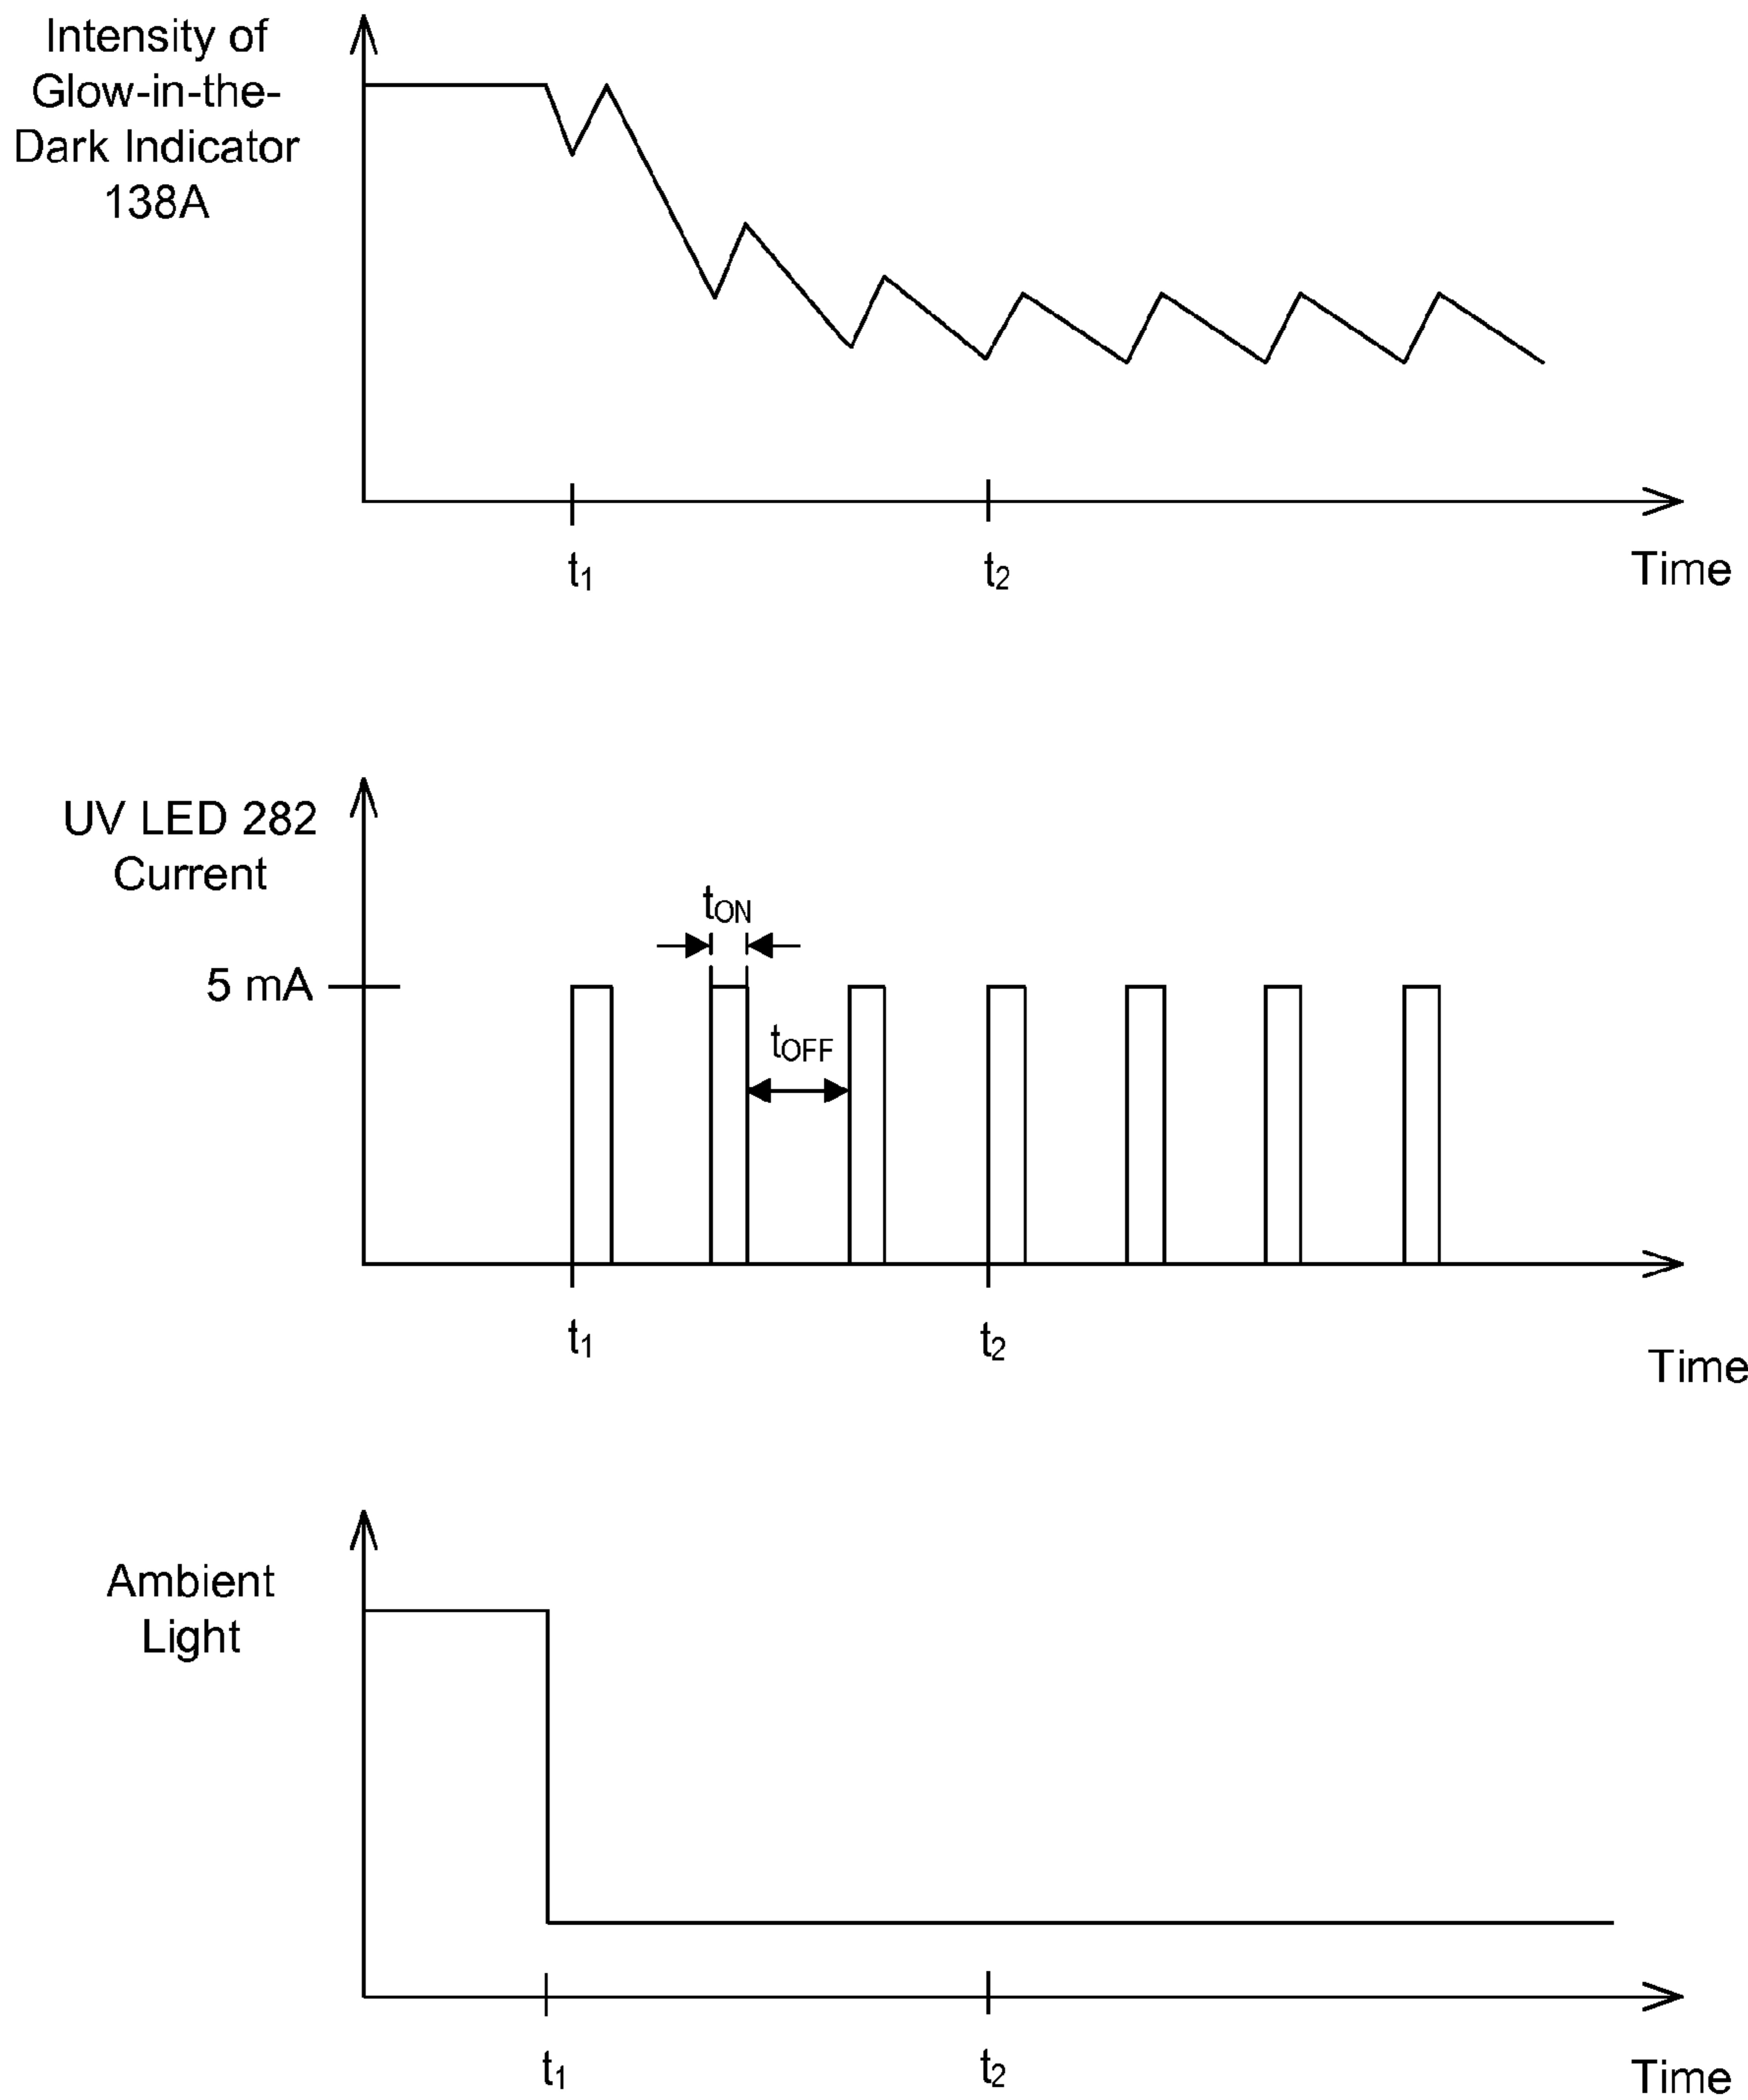 Intensity of
Glow-in-the-
Dark Indicator
138A
t1
t2
Time
UV LED 282
Current
tON
5 mA
tOFF
t1
t2
Time
Ambient
Light
t1
t2
Time